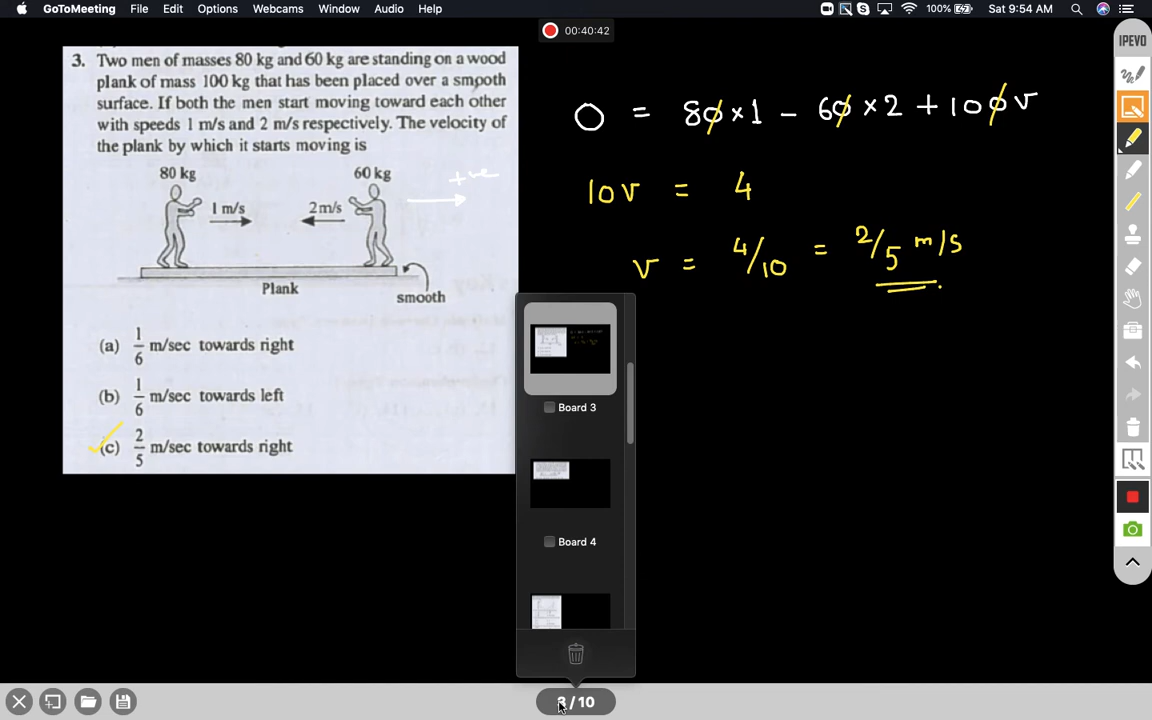 GoToMeeting File Edit Options Webcams Window Audio Help 100% Sat 9:54 AM
00:40:42
IPEVO
3. Two men of masses 80 kg and 60 kg are standing on a wood
plank of mass 100 kg that has been placed over a smooth
surface. If both the men start moving toward each other
with speeds 1 m/s and 2 m/s respectively. The velocity of
the plank by which it starts moving is
80 kg 60 kg +ve
1 m/s 2m/s
Plank
smooth
(a) 1/6 m/sec towards right
(b) 1/6 m/sec towards left
(c) 2/5 m/sec towards right
0 = 80 × 1 - 60 × 2 + 100 v
10v = 4
v = 4/10 = 2/5 m/s
Board 3
Board 4
3 / 10